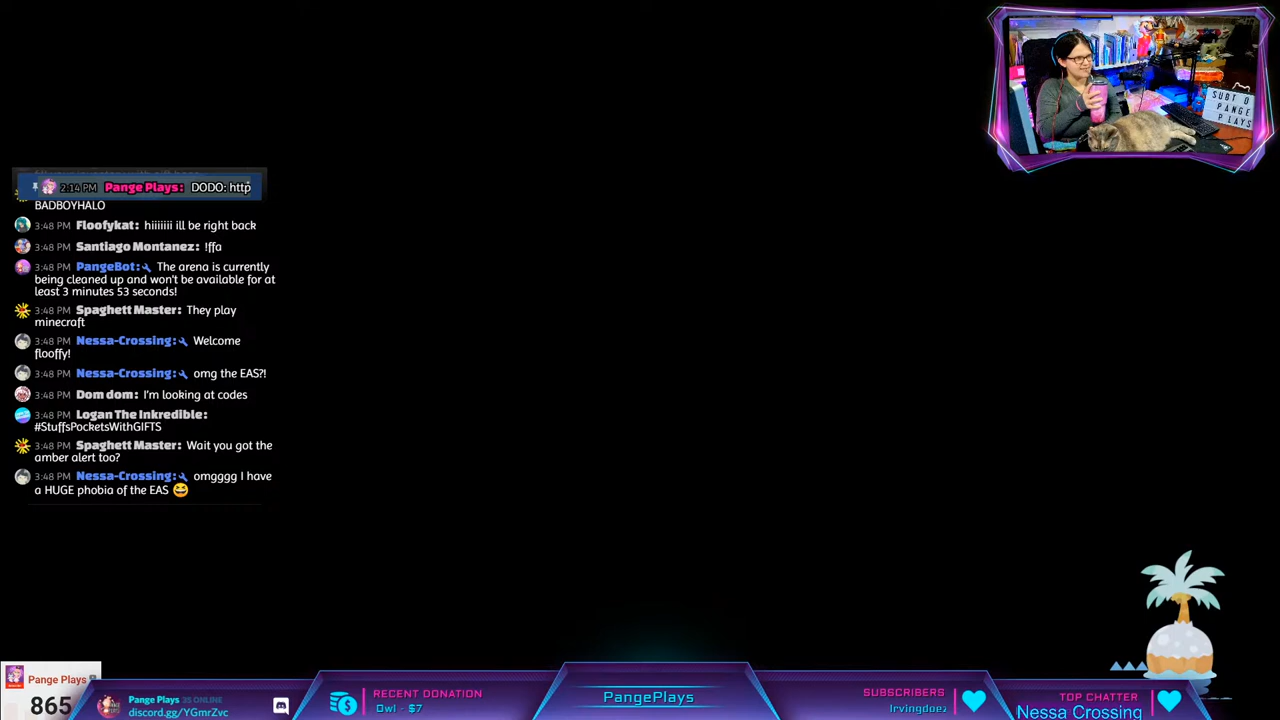 2:14 PM Pange Plays: DODO: http
BADBOYHALO
3:48 PM Floofykat: hiiiiiii ill be right back
3:48 PM Santiago Montanez: !ffa
3:48 PM PangeBot: The arena is currently
being cleaned up and won't be available for at
least 3 minutes 53 seconds!
3:48 PM Spaghett Master: They play
minecraft
3:48 PM Nessa-Crossing: Welcome
flooffy!
3:48 PM Nessa-Crossing: omg the EAS?!
3:48 PM Dom dom: I'm looking at codes
3:48 PM Logan The Inkredible:
#StuffsPocketsWithGIFTS
3:48 PM Spaghett Master: Wait you got the
amber alert too?
3:48 PM Nessa-Crossing: omgggg I have
a HUGE phobia of the EAS 😆
SUBT O
PANGE
PLAYS
Pange Plays
865
Pange Plays 35 ONLINE
discord.gg/YGmrZvc
RECENT DONATION
Owl - $7
PangePlays
SUBSCRIBERS
Irvingdoez
TOP CHATTER
Nessa Crossing